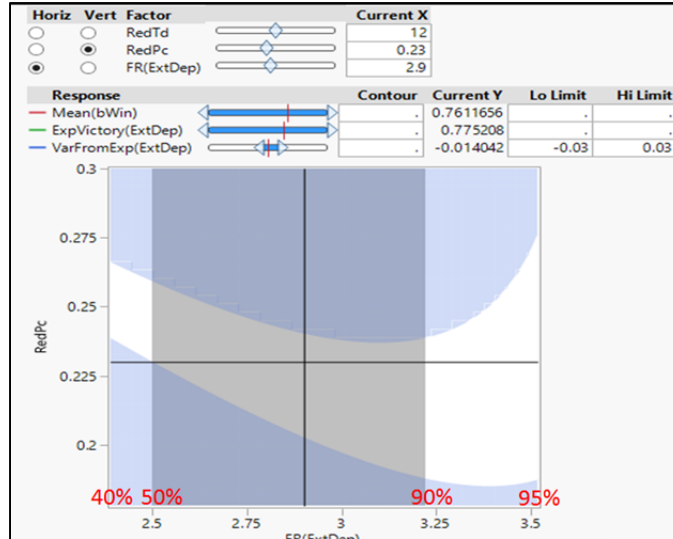 Horiz Vert Factor Current X
RedTd 12
RedPc 0.23
FR(ExtDep) 2.9
Response Contour Current Y Lo Limit Hi Limit
Mean(bWin) . 0.7611656 . .
ExpVictory(ExtDep) . 0.775208 . .
VarFromExp(ExtDep) . -0.014042 -0.03 0.03
0.3
0.275
0.25
RedPc
0.225
0.2
40% 50% 90% 95%
2.5 2.75 3 3.25 3.5
FR(ExtDep)